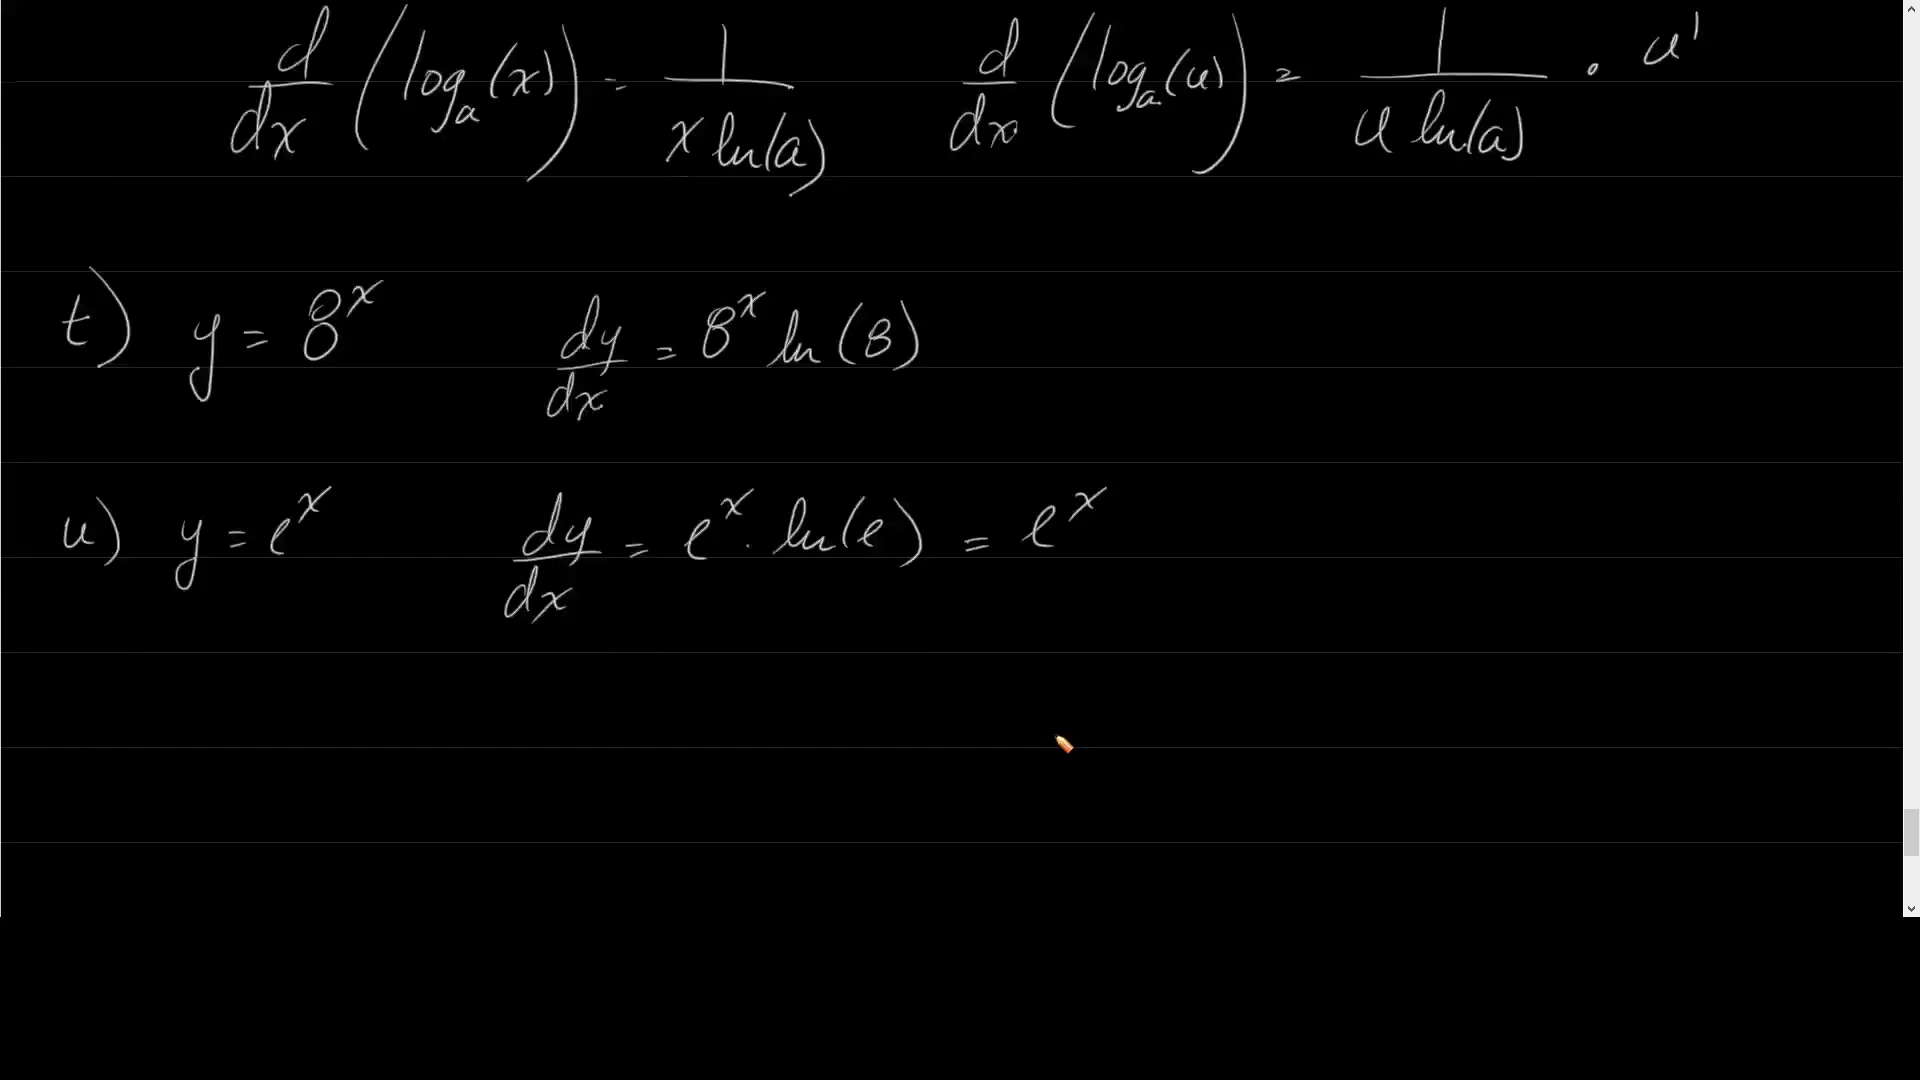 d/dx (log_a(x)) = 1/(x ln(a))    d/dx (log_a(u)) = 1/(u ln(a)) · u'
t) y = 8^x    dy/dx = 8^x ln(8)
u) y = e^x    dy/dx = e^x · ln(e) = e^x